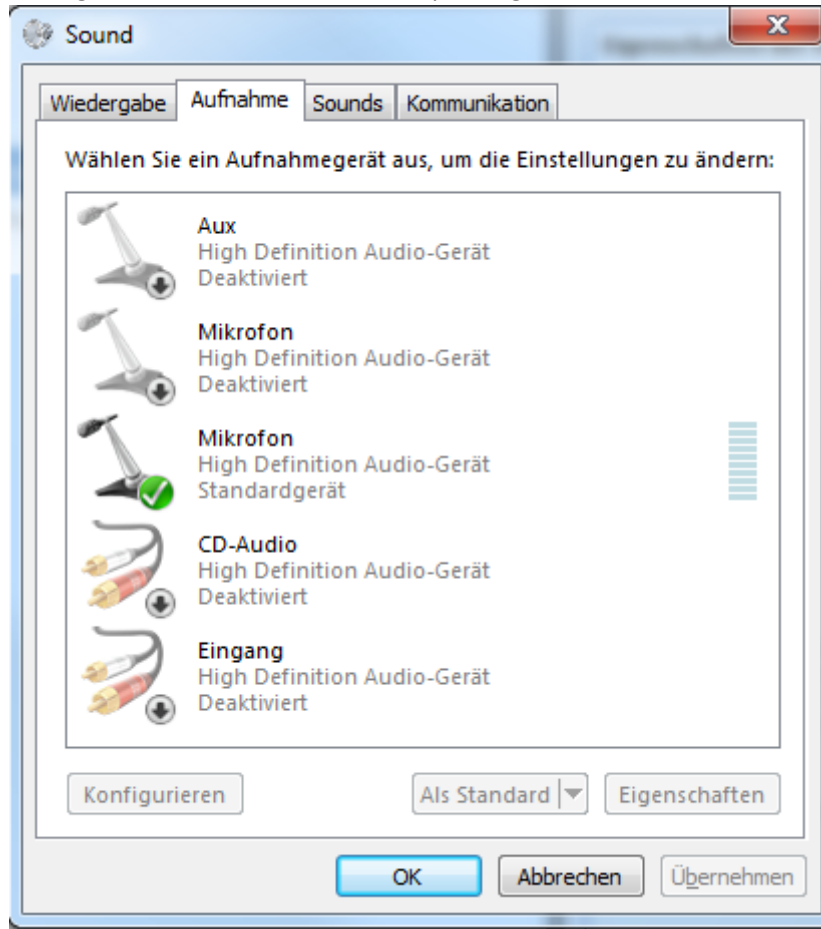 Sound
Wiedergabe Aufnahme Sounds Kommunikation
Wählen Sie ein Aufnahmegerät aus, um die Einstellungen zu ändern:
Aux
High Definition Audio-Gerät
Deaktiviert
Mikrofon
High Definition Audio-Gerät
Deaktiviert
Mikrofon
High Definition Audio-Gerät
Standardgerät
CD-Audio
High Definition Audio-Gerät
Deaktiviert
Eingang
High Definition Audio-Gerät
Deaktiviert
Konfigurieren Als Standard Eigenschaften
OK Abbrechen Übernehmen